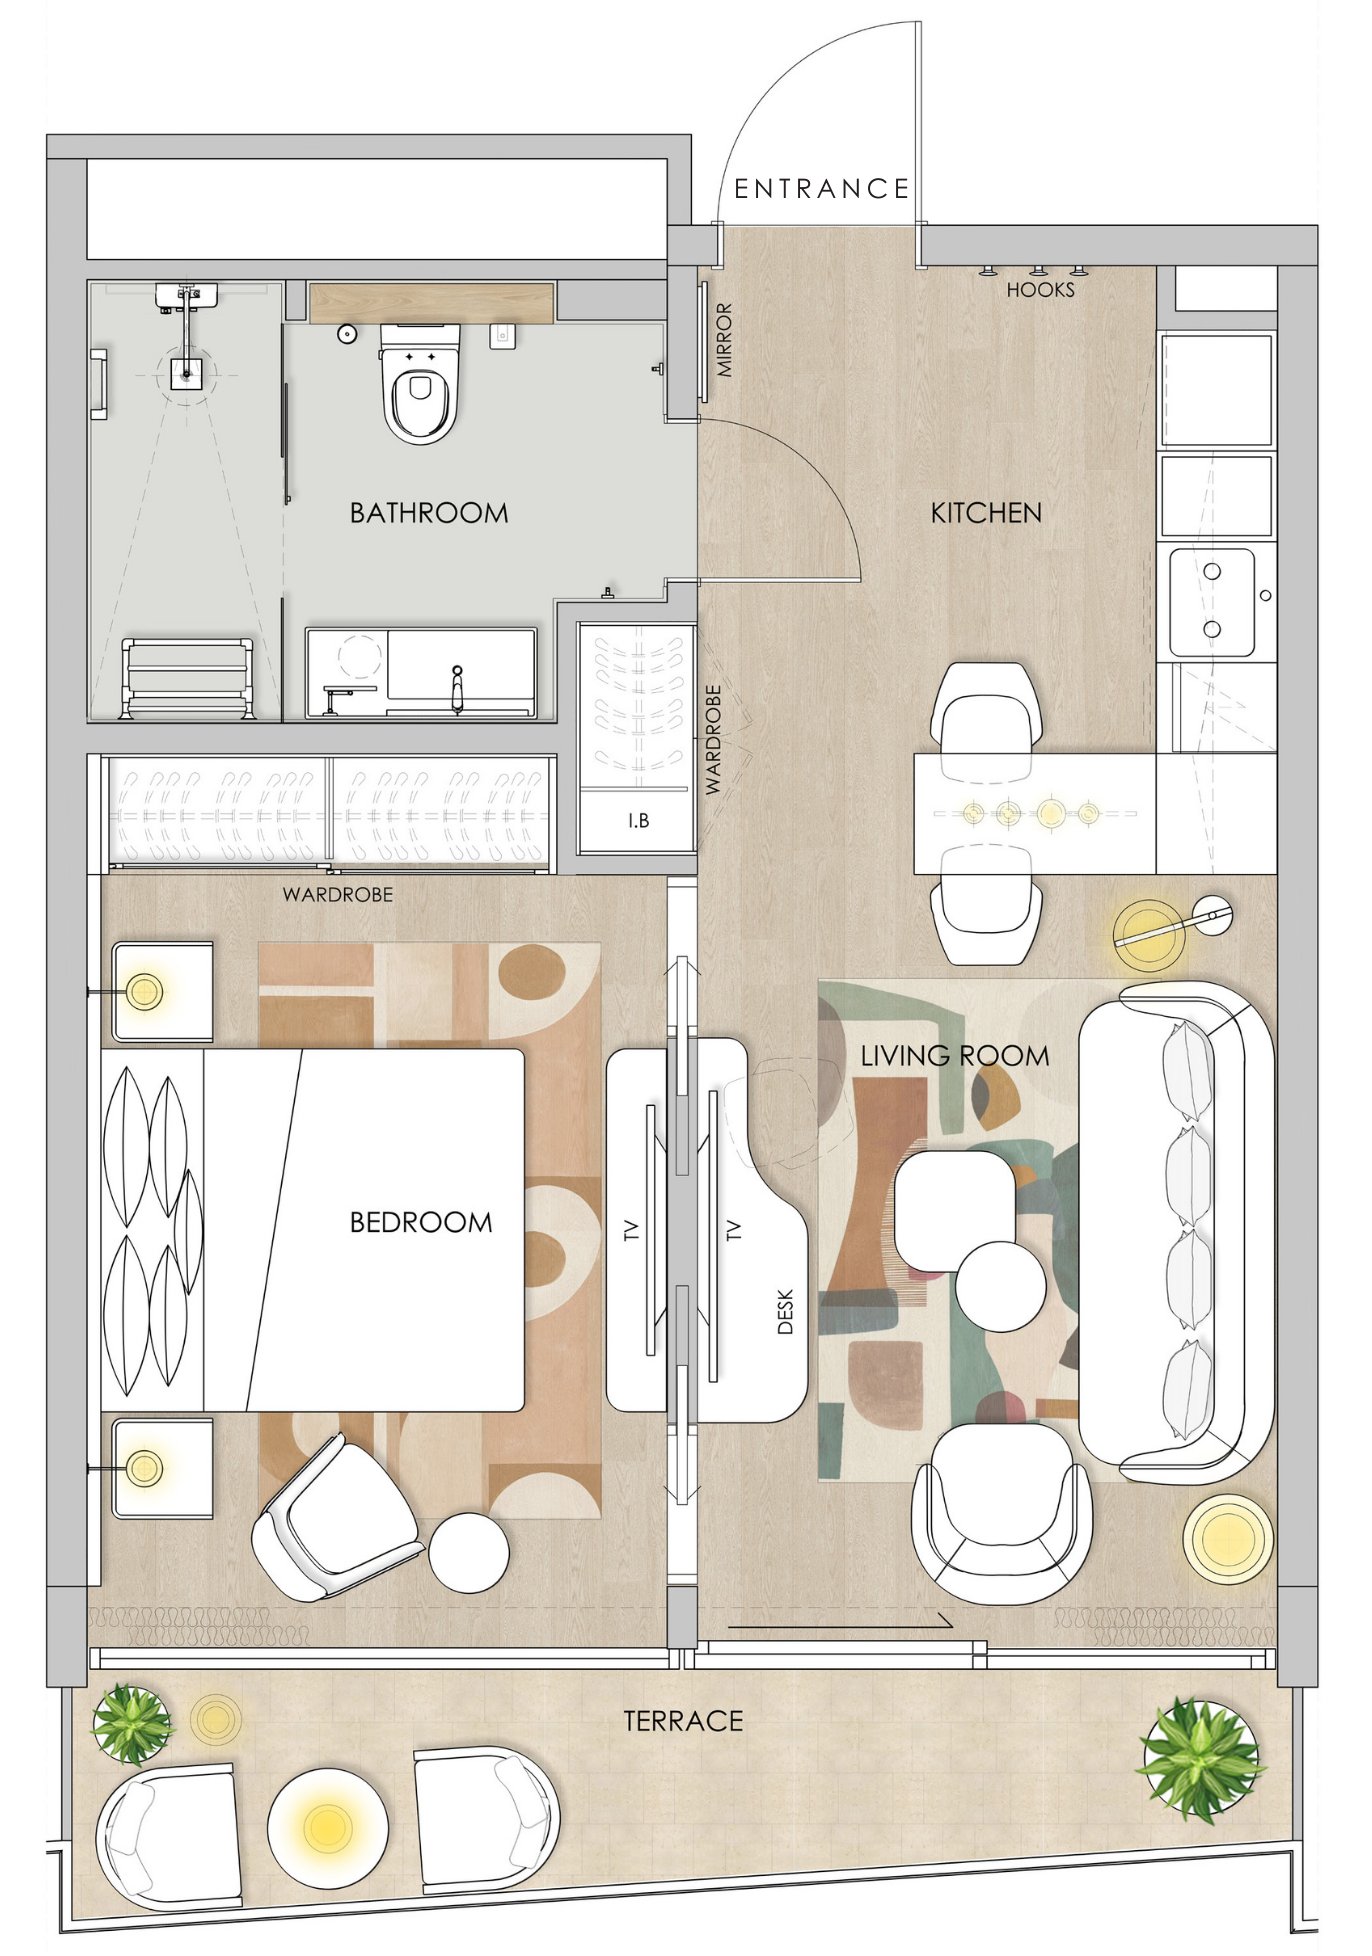 ENTRANCE
HOOKS
MIRROR
BATHROOM
KITCHEN
WARDROBE
I.B
WARDROBE
LIVING ROOM
BEDROOM
TV
TV
DESK
TERRACE